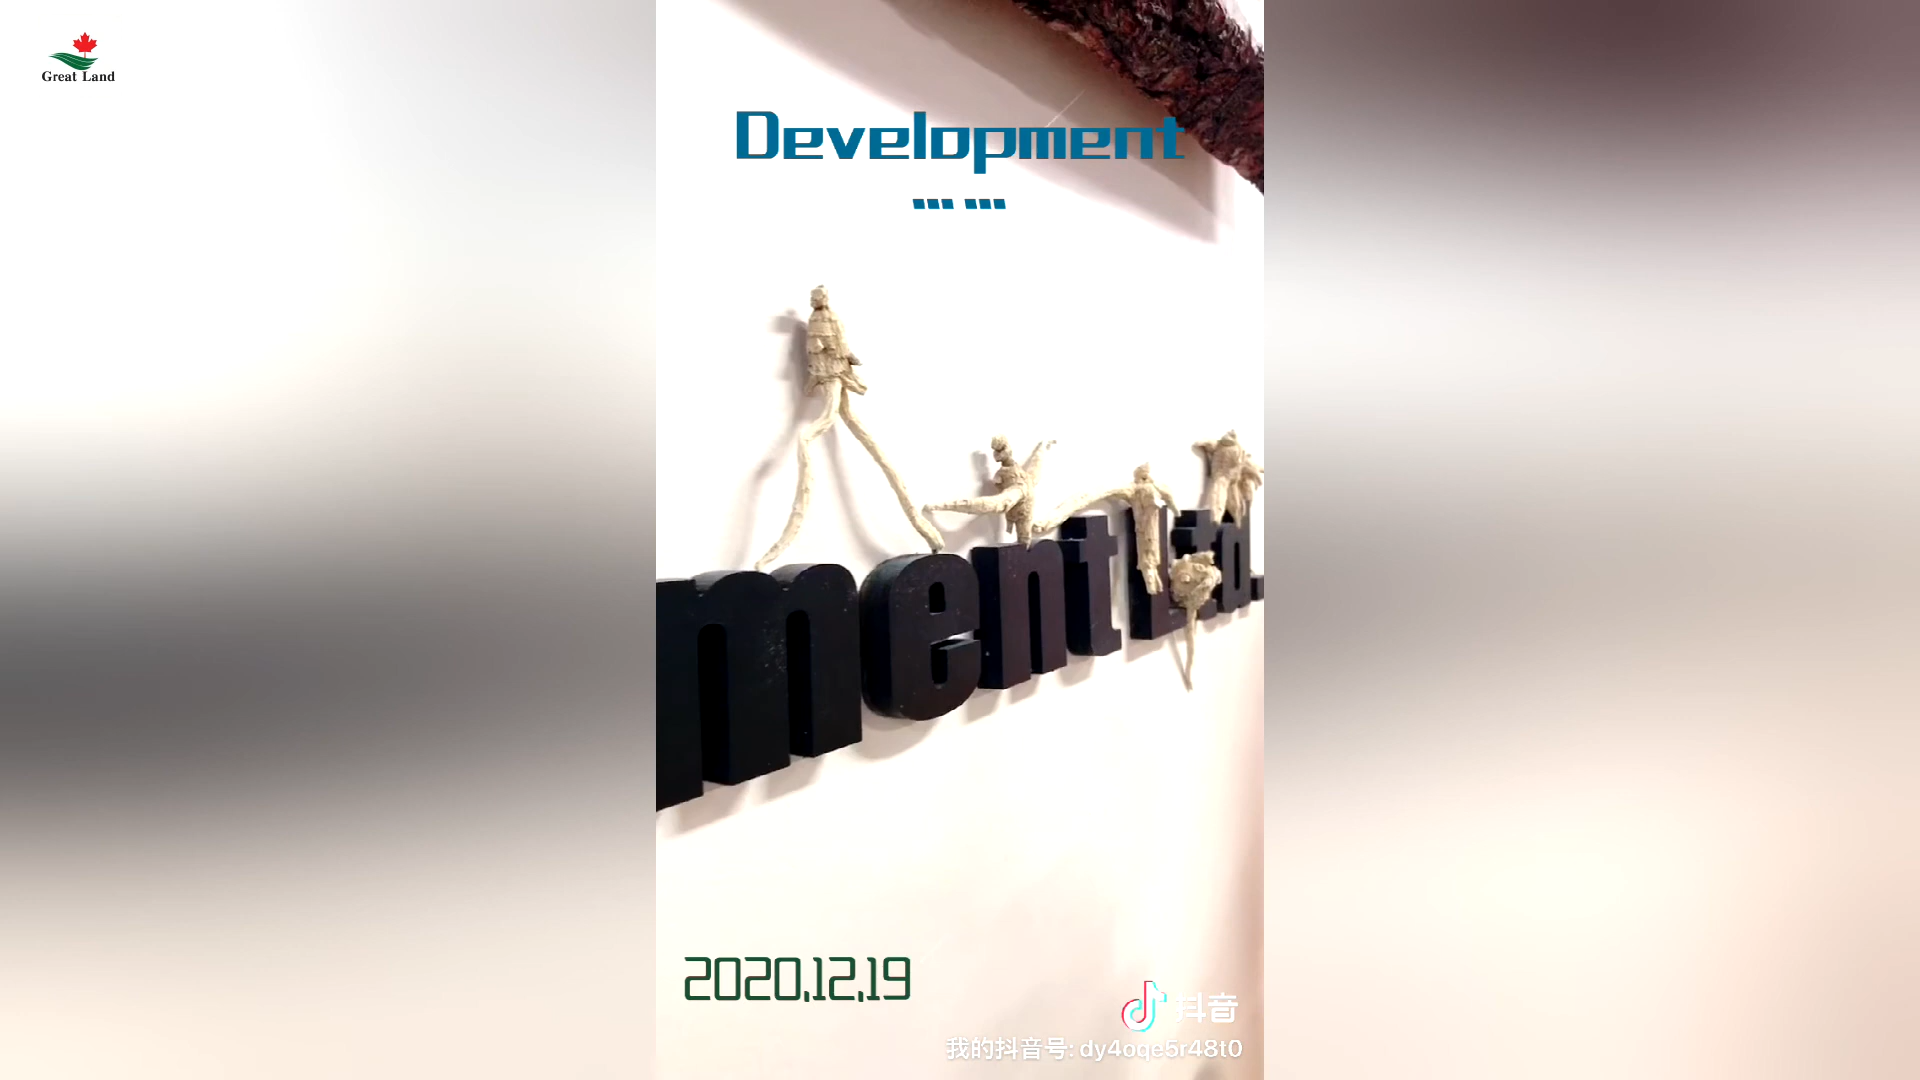 Great Land
Development
......
ment Ltd.
2020.12.19
抖音
我的抖音号: dy4oqe5r48t0